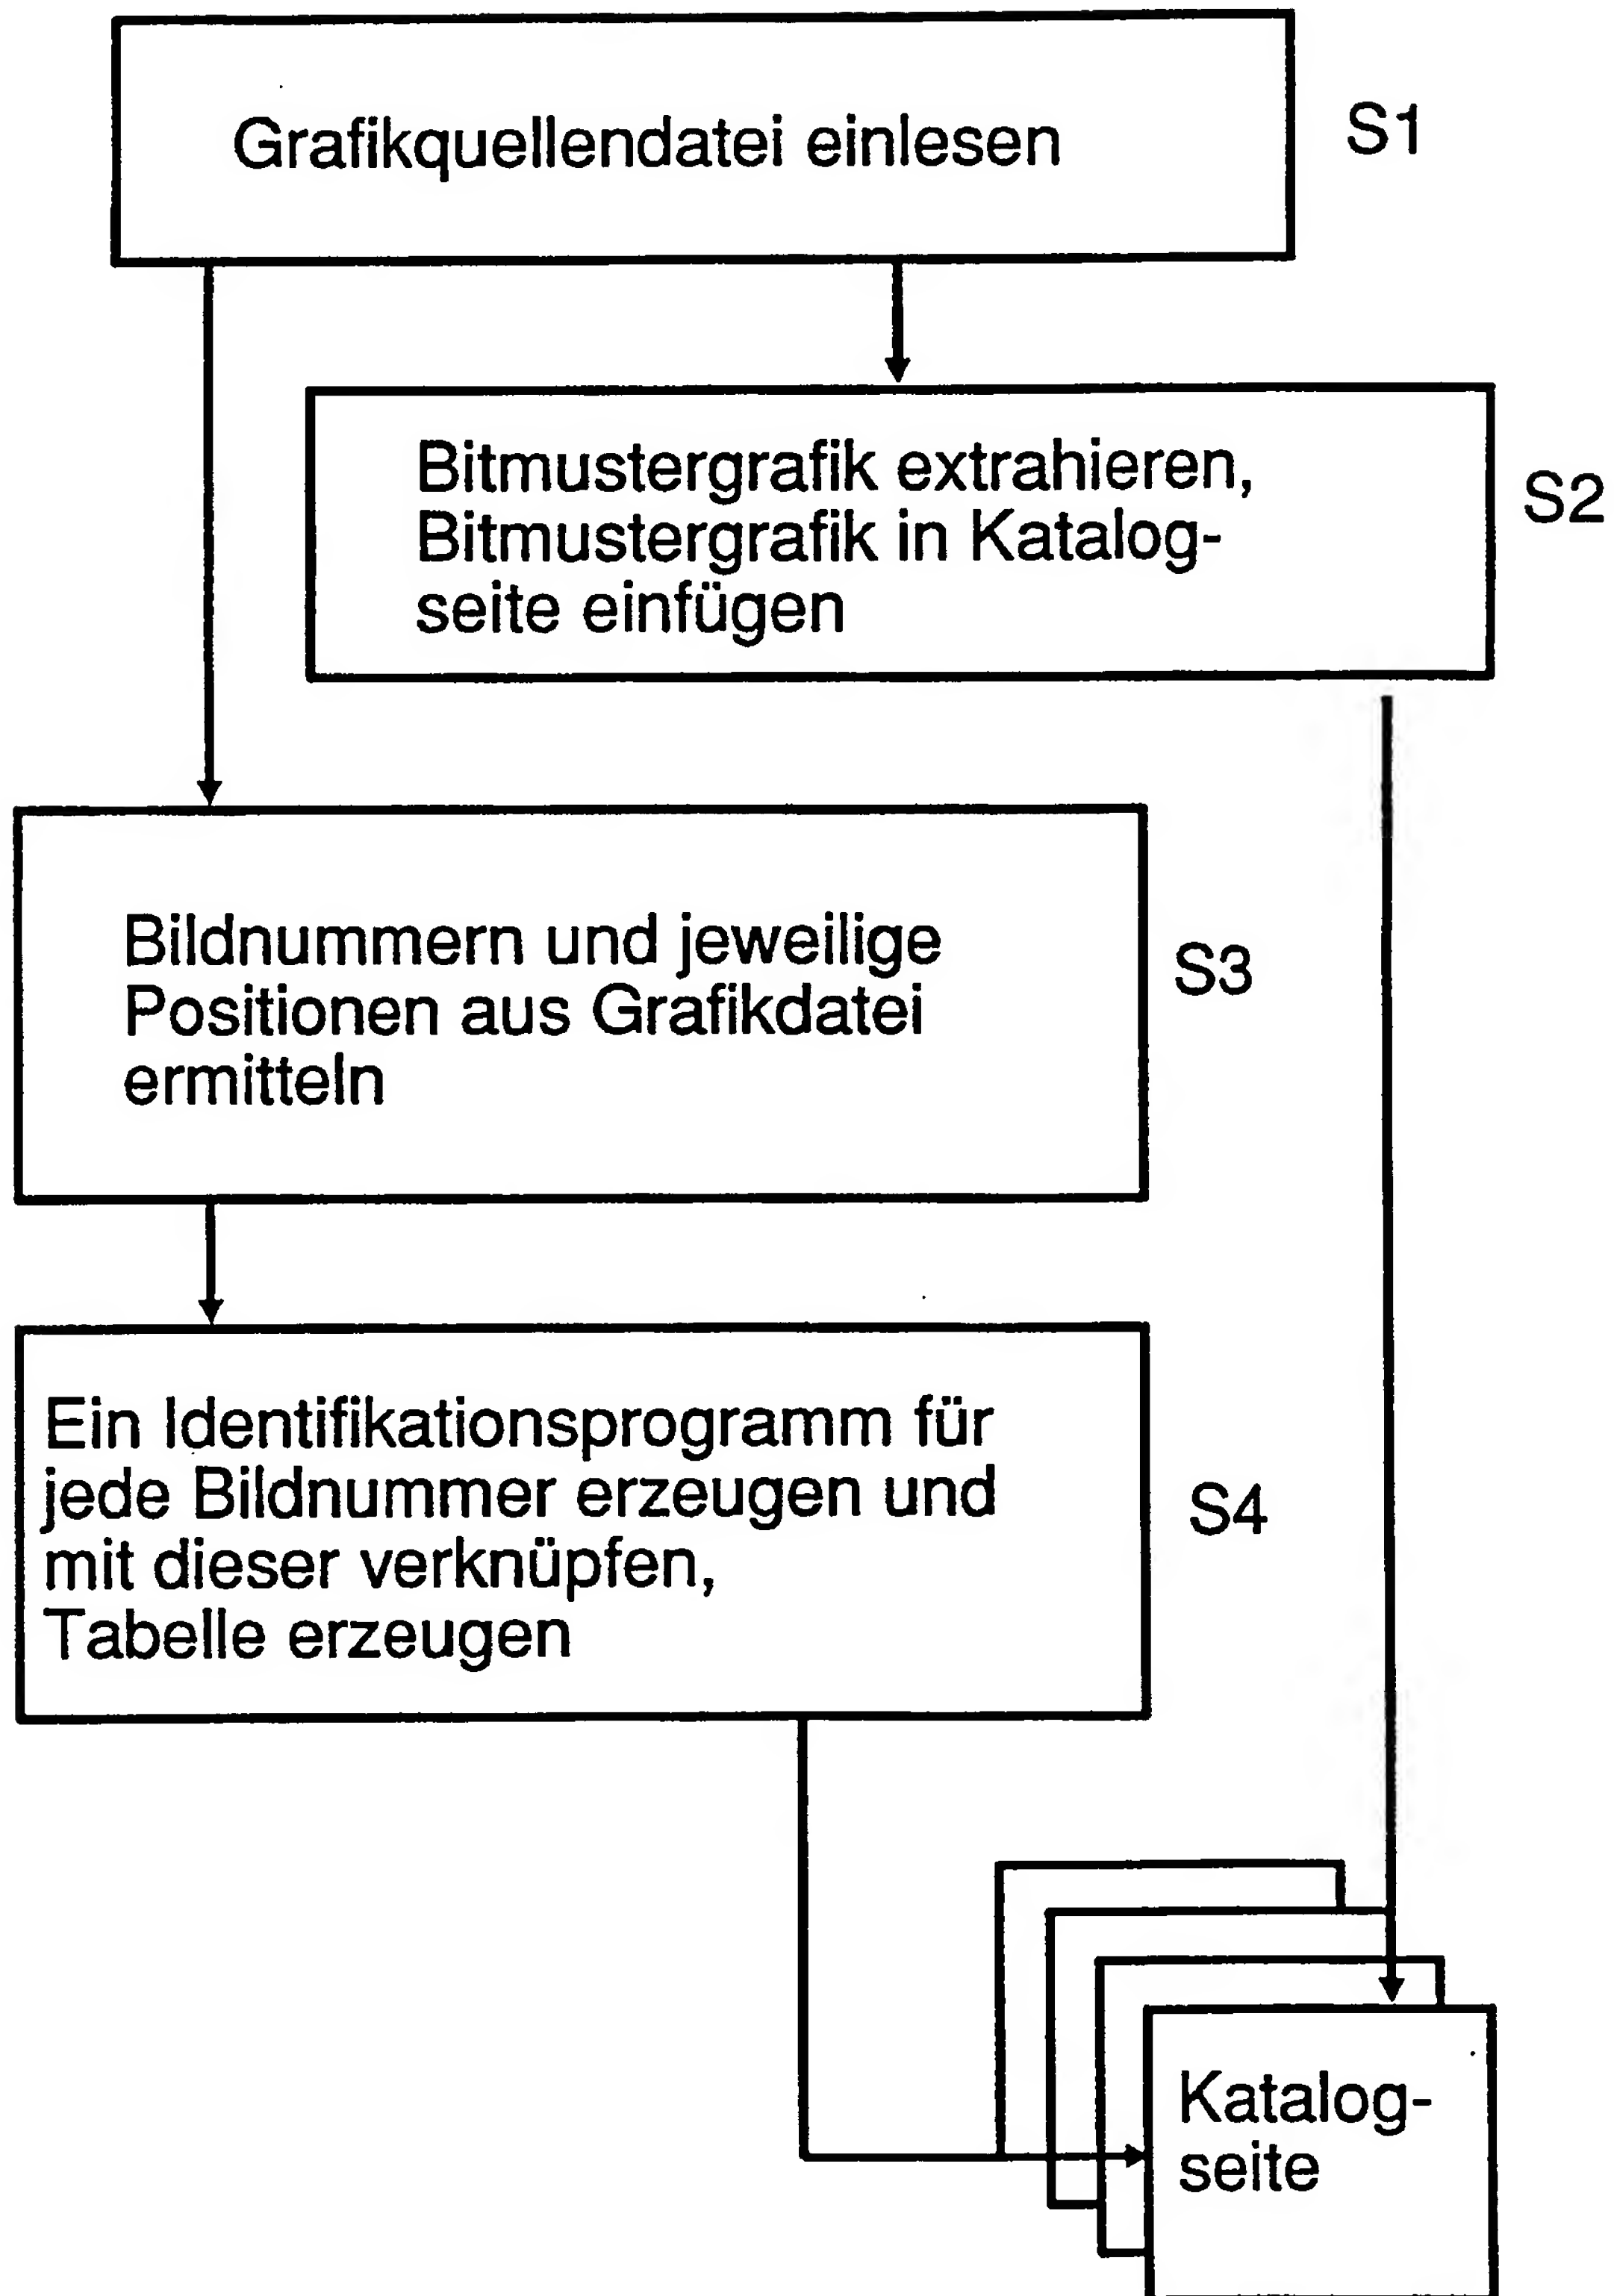 Grafikquellendatei einlesen
S1
Bitmustergrafik extrahieren,
Bitmustergrafik in Katalog-
seite einfügen
S2
Bildnummern und jeweilige
Positionen aus Grafikdatei
ermitteln
S3
Ein Identifikationsprogramm für
jede Bildnummer erzeugen und
mit dieser verknüpfen,
Tabelle erzeugen
S4
Katalog-
seite